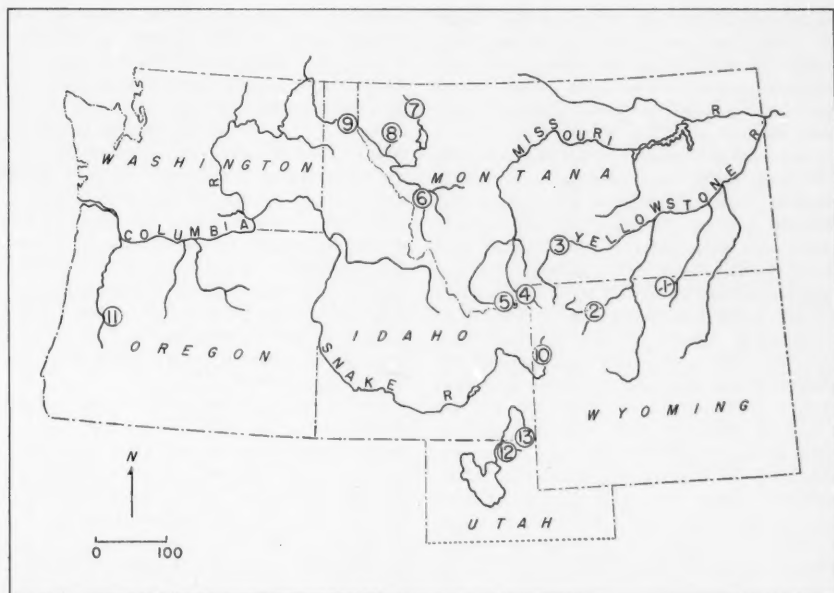 7
9
8
WASHINGTON
R
MISSOURI R
MONTANA
6
COLUMBIA
3
YELLOWSTONE R
1
11
5
4
2
OREGON
IDAHO
10
SNAKE R
WYOMING
13
12
N
UTAH
0 100